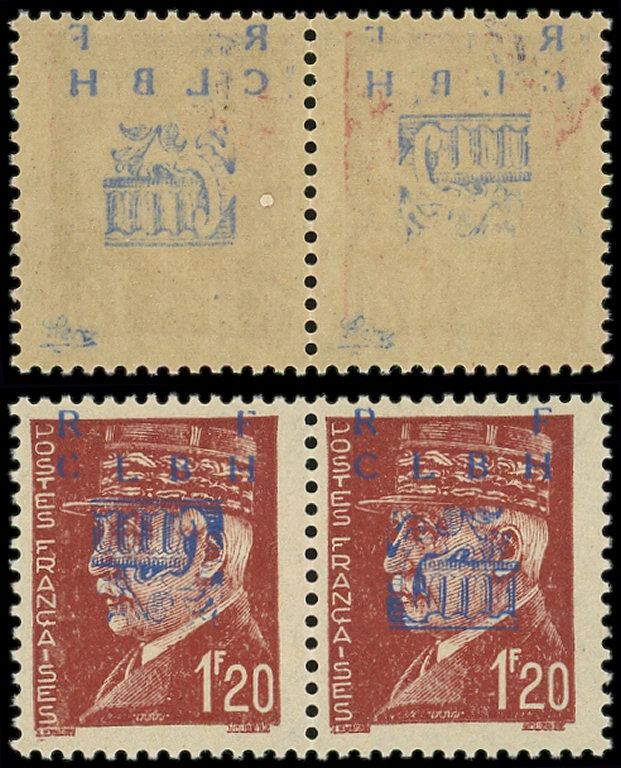 R F R F
C L B H C L B H
R F R F
C L B H C L B H
POSTES FRANÇAISES
1F20
POSTES FRANÇAISES
1F20